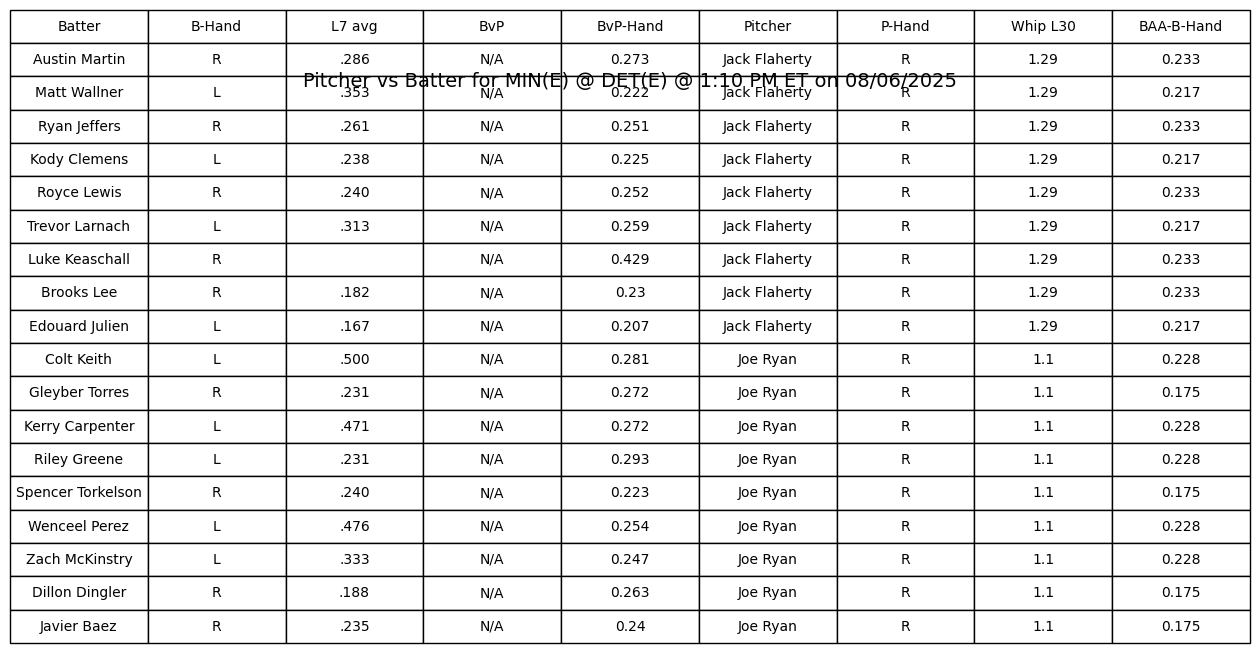 Batter B-Hand L7 avg BvP BvP-Hand Pitcher P-Hand Whip L30 BAA-B-Hand
Austin Martin R .286 N/A 0.273 Jack Flaherty R 1.29 0.233
Pitcher vs Batter for MIN(E) @ DET(E) @ 1:10 PM ET on 08/06/2025
Matt Wallner L .353 N/A 0.222 Jack Flaherty R 1.29 0.217
Ryan Jeffers R .261 N/A 0.251 Jack Flaherty R 1.29 0.233
Kody Clemens L .238 N/A 0.225 Jack Flaherty R 1.29 0.217
Royce Lewis R .240 N/A 0.252 Jack Flaherty R 1.29 0.233
Trevor Larnach L .313 N/A 0.259 Jack Flaherty R 1.29 0.217
Luke Keaschall R N/A 0.429 Jack Flaherty R 1.29 0.233
Brooks Lee R .182 N/A 0.23 Jack Flaherty R 1.29 0.233
Edouard Julien L .167 N/A 0.207 Jack Flaherty R 1.29 0.217
Colt Keith L .500 N/A 0.281 Joe Ryan R 1.1 0.228
Gleyber Torres R .231 N/A 0.272 Joe Ryan R 1.1 0.175
Kerry Carpenter L .471 N/A 0.272 Joe Ryan R 1.1 0.228
Riley Greene L .231 N/A 0.293 Joe Ryan R 1.1 0.228
Spencer Torkelson R .240 N/A 0.223 Joe Ryan R 1.1 0.175
Wenceel Perez L .476 N/A 0.254 Joe Ryan R 1.1 0.228
Zach McKinstry L .333 N/A 0.247 Joe Ryan R 1.1 0.228
Dillon Dingler R .188 N/A 0.263 Joe Ryan R 1.1 0.175
Javier Baez R .235 N/A 0.24 Joe Ryan R 1.1 0.175